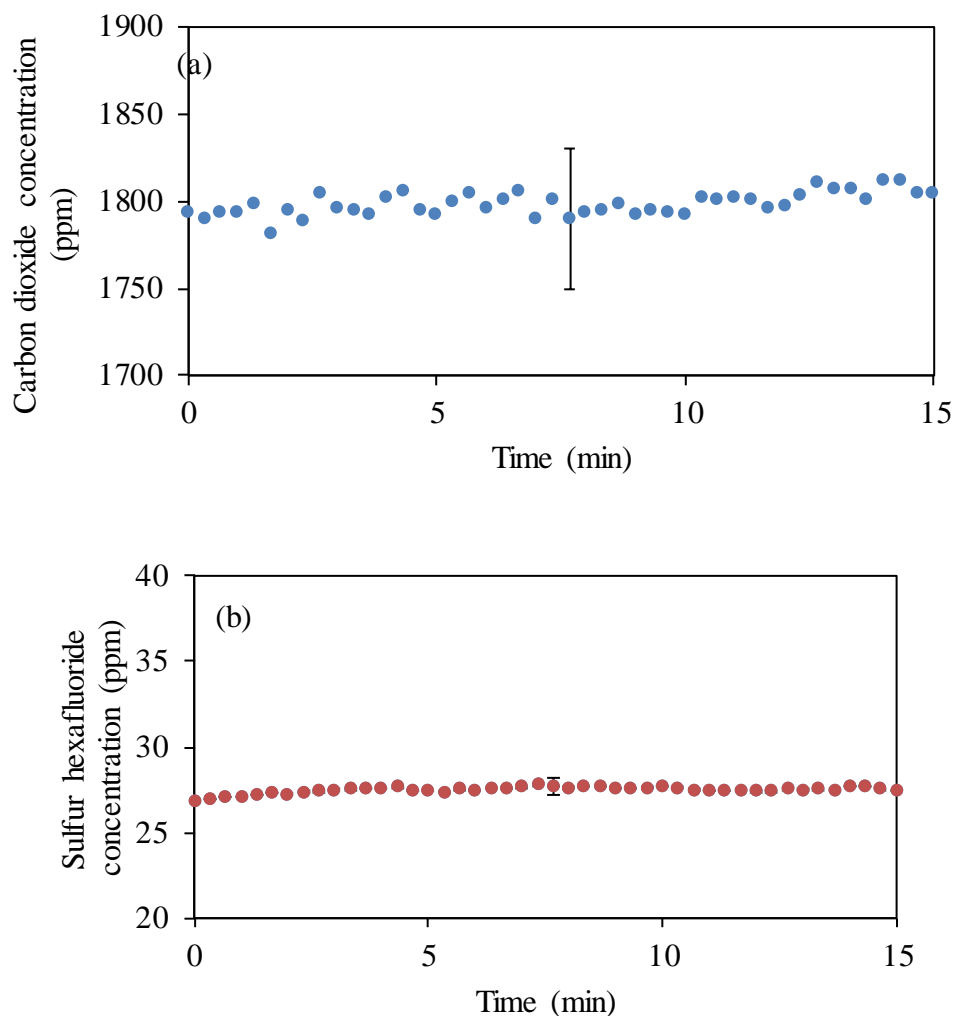 1900
(a)
1850
1800
1750
1700
Carbon dioxide concentration
(ppm)
0 5 10 15
Time (min)
40
(b)
35
30
25
20
Sulfur hexafluoride
concentration (ppm)
0 5 10 15
Time (min)